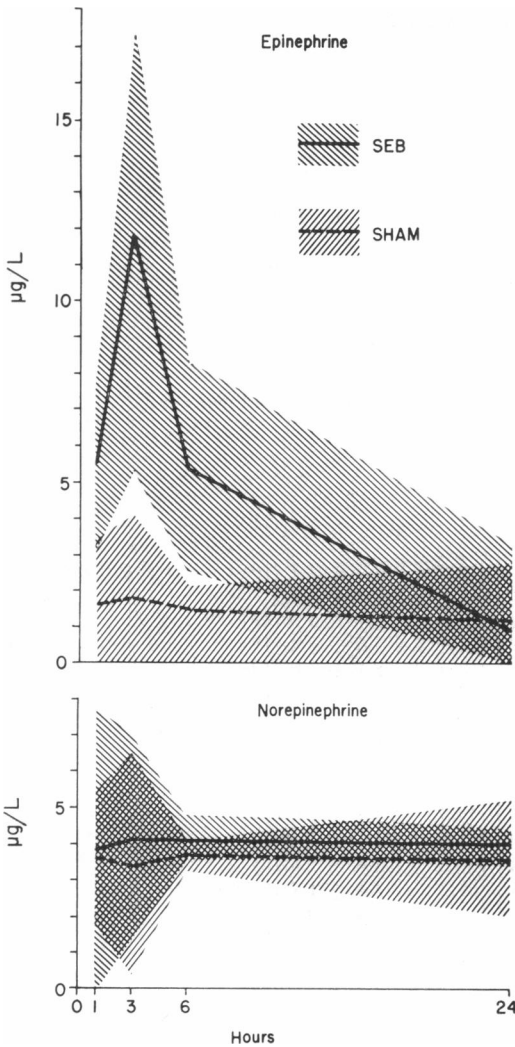 Epinephrine
15
SEB
SHAM
μg/L
10
5
0
Norepinephrine
μg/L
5
0
0 1 3 6 24
Hours